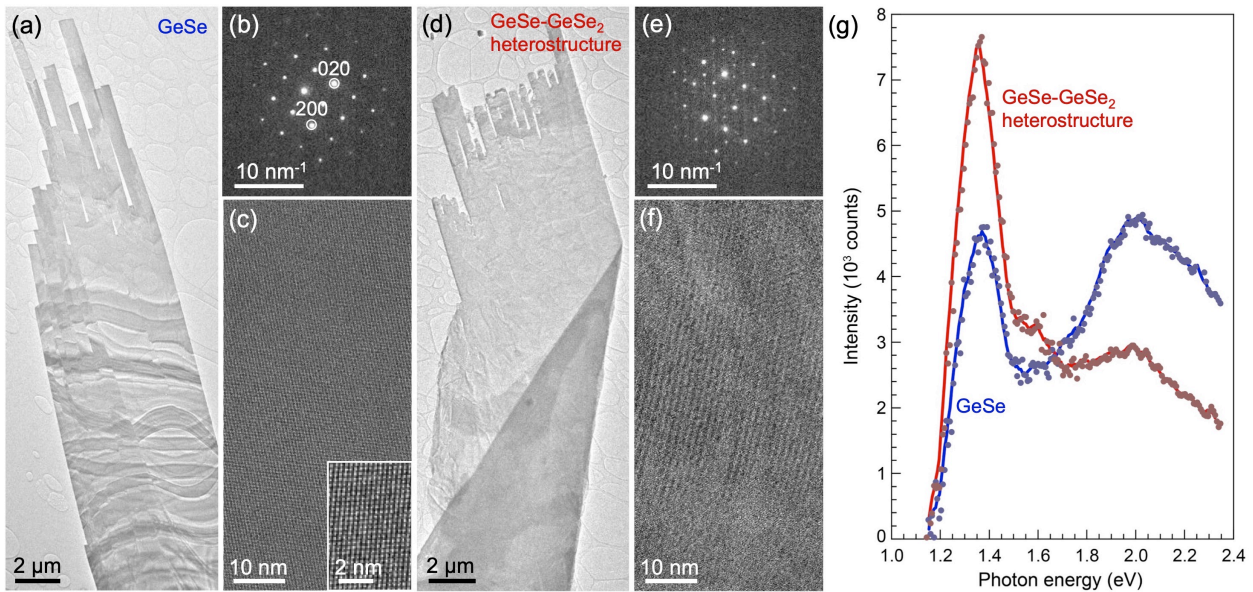 (a) GeSe
2 μm
(b)
020
200
10 nm⁻¹
(c)
10 nm
2 nm
(d) GeSe-GeSe₂
heterostructure
2 μm
(e)
10 nm⁻¹
(f)
10 nm
(g)
8
7
6
5
4
3
2
1
0
Intensity (10³ counts)
GeSe-GeSe₂
heterostructure
GeSe
1.0 1.2 1.4 1.6 1.8 2.0 2.2 2.4
Photon energy (eV)